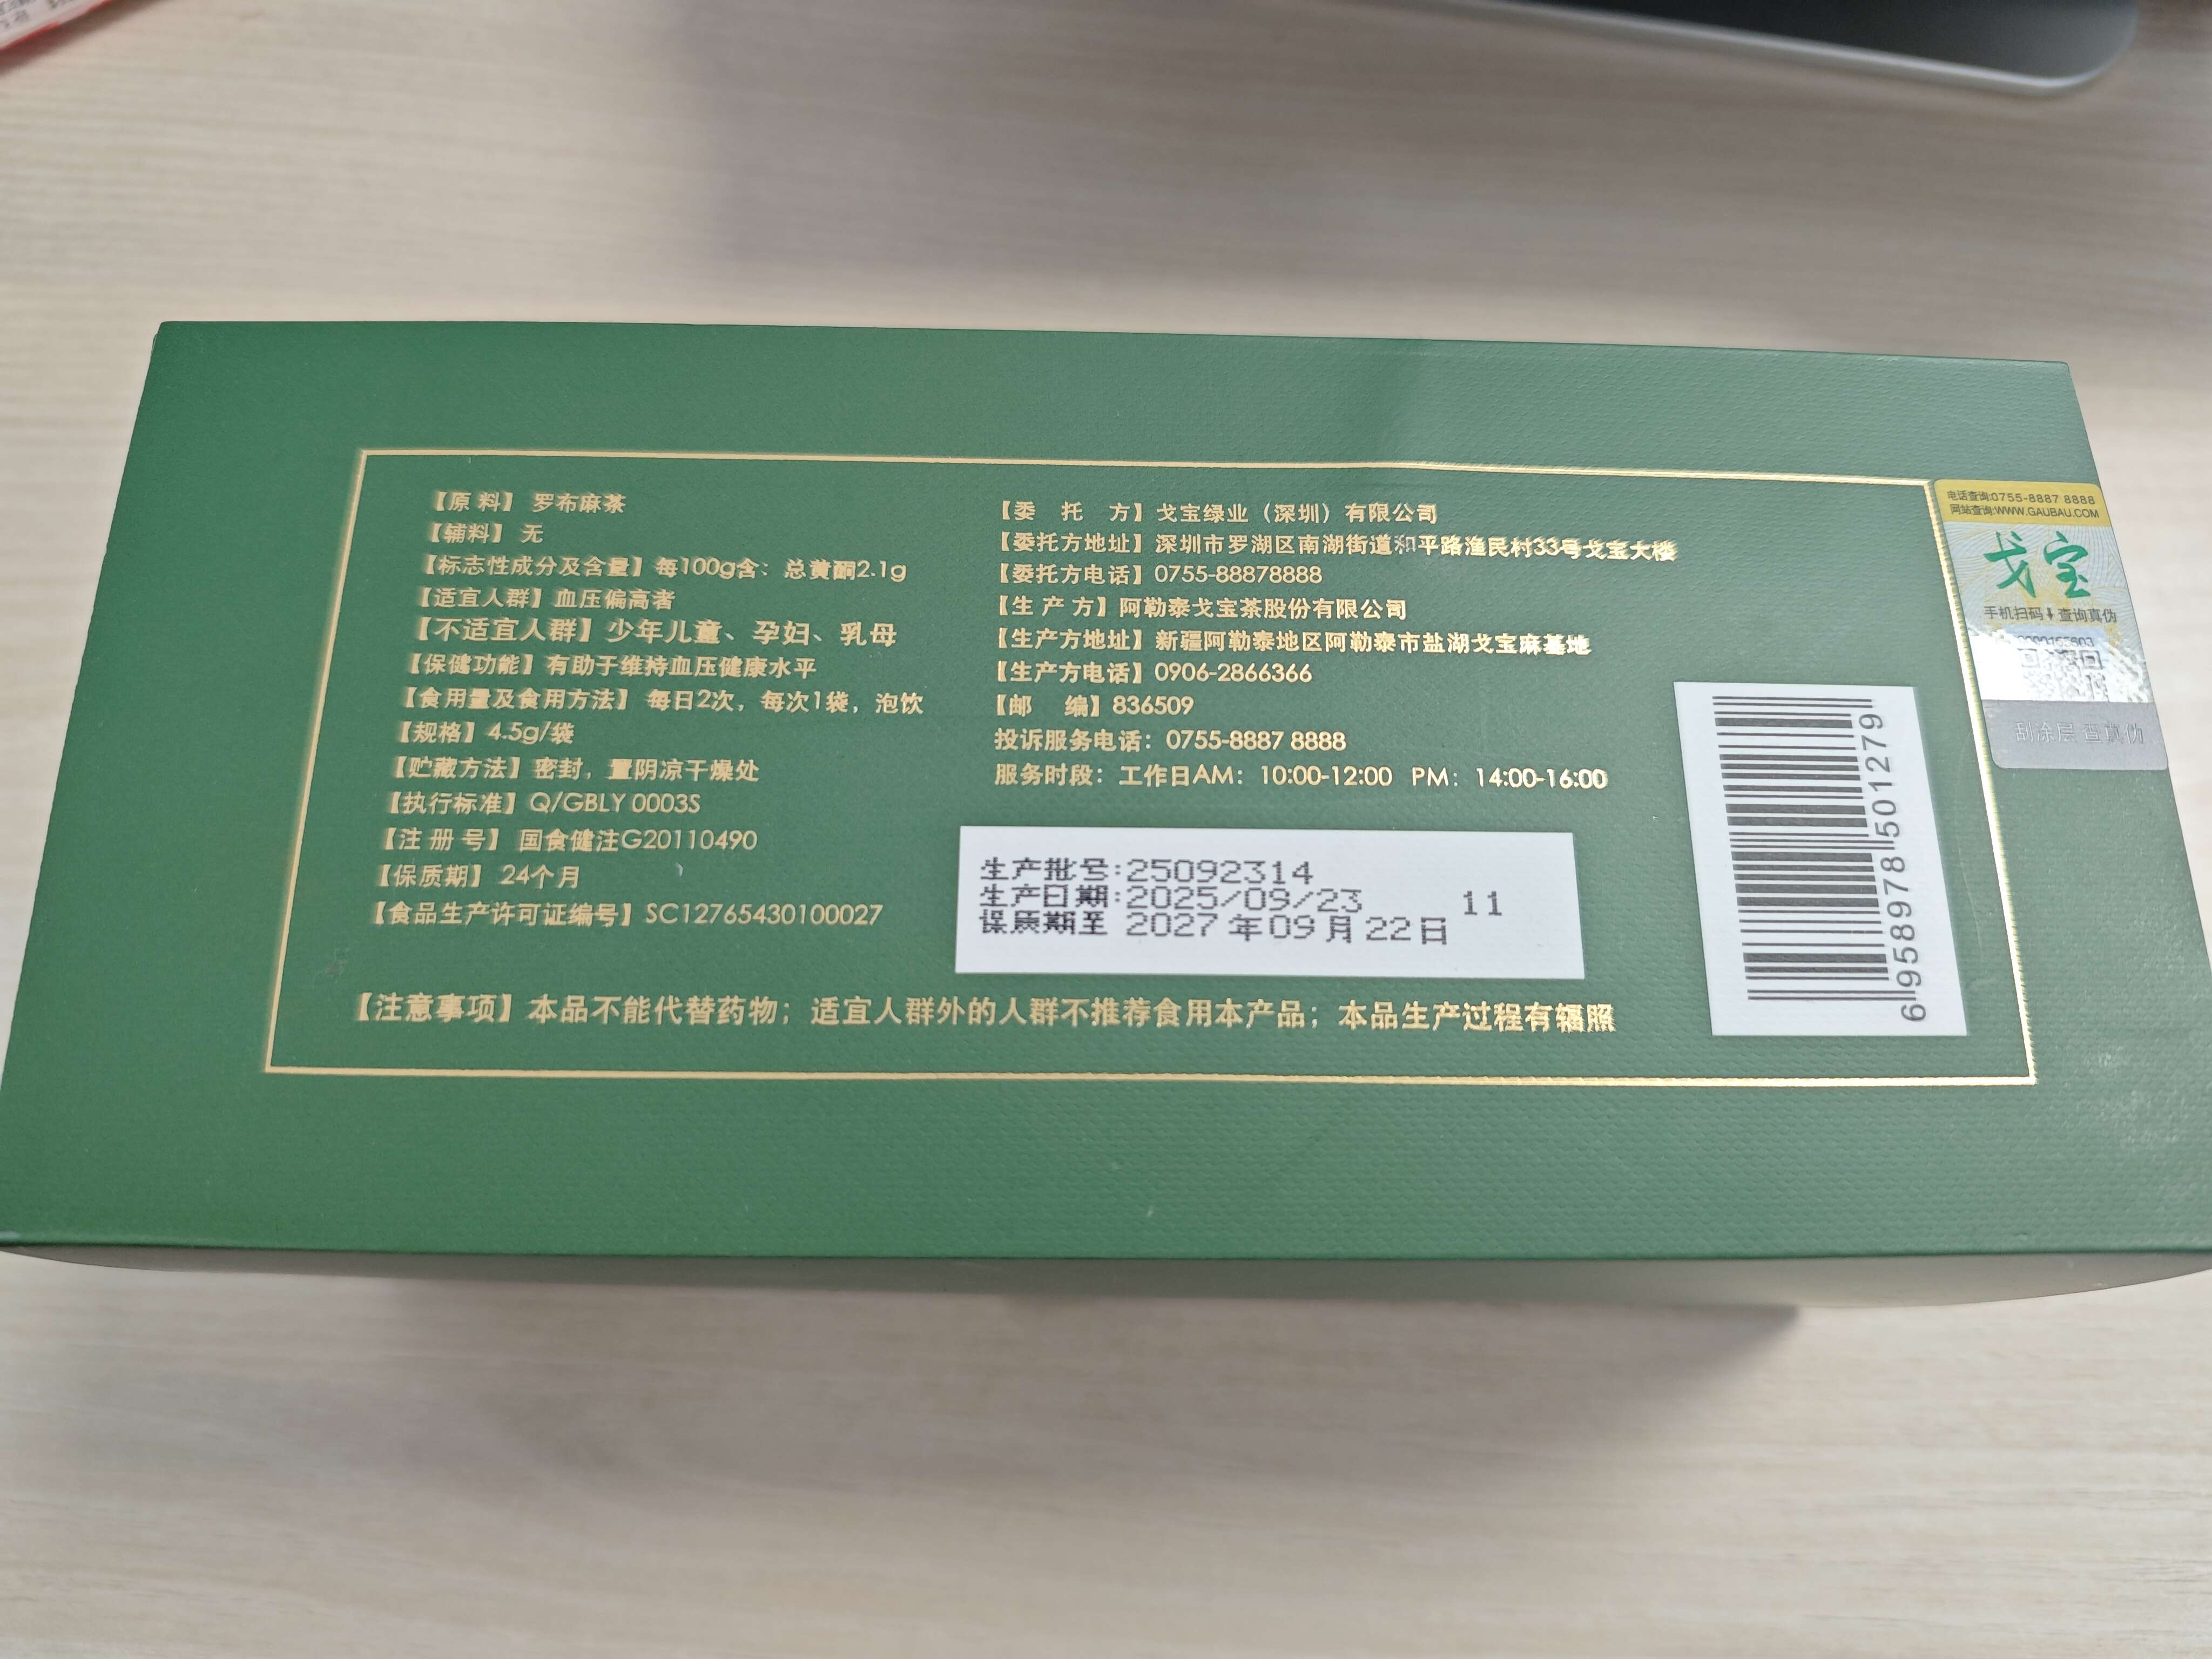 【原 料】 罗布麻茶
【辅料】 无
【标志性成分及含量】每100g含：总黄酮2.1g
【适宜人群】血压偏高者
【不适宜人群】少年儿童、孕妇、乳母
【保健功能】有助于维持血压健康水平
【食用量及食用方法】 每日2次，每次1袋，泡饮
【规格】4.5g/袋
【贮藏方法】密封，置阴凉干燥处
【执行标准】Q/GBLY 0003S
【注 册 号】 国食健注G20110490
【保质期】 24个月
【食品生产许可证编号】SC12765430100027
【委 托 方】戈宝绿业（深圳）有限公司
【委托方地址】深圳市罗湖区南湖街道和平路渔民村33号戈宝大楼
【委托方电话】0755-88878888
【生 产 方】阿勒泰戈宝茶股份有限公司
【生产方地址】新疆阿勒泰地区阿勒泰市盐湖戈宝麻基地
【生产方电话】0906-2866366
【邮 编】836509
投诉服务电话：0755-8887 8888
服务时段：工作日AM：10:00-12:00 PM：14:00-16:00
生产批号:25092314
生产日期:2025/09/23 11
保质期至 2027年09月22日
【注意事项】本品不能代替药物；适宜人群外的人群不推荐食用本产品；本品生产过程有辐照
6 958978 501279
电话查询:0755-8887 8888
网站查询:WWW.GAUBAU.COM
戈宝
手机扫码⬇查询真伪
刮涂层 查真伪